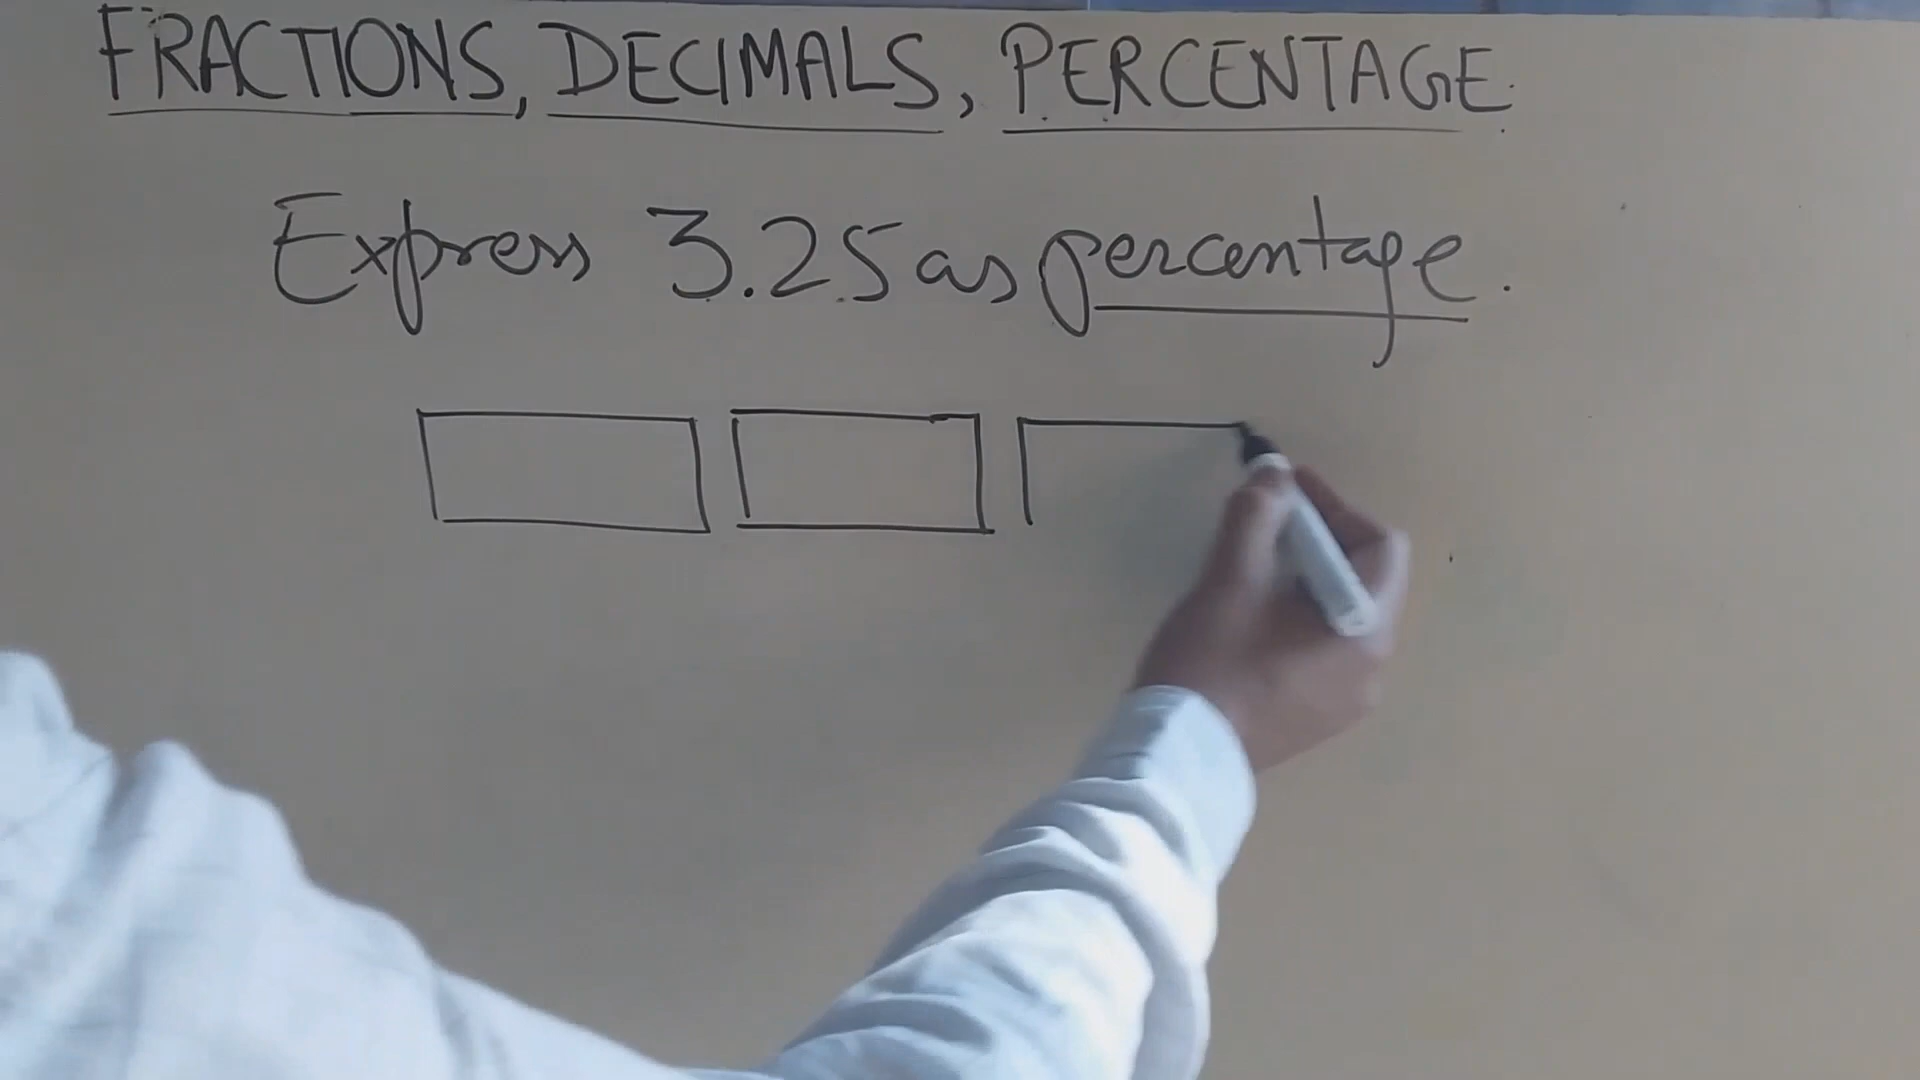 FRACTIONS, DECIMALS, PERCENTAGE.
Express 3.25 as percentage.